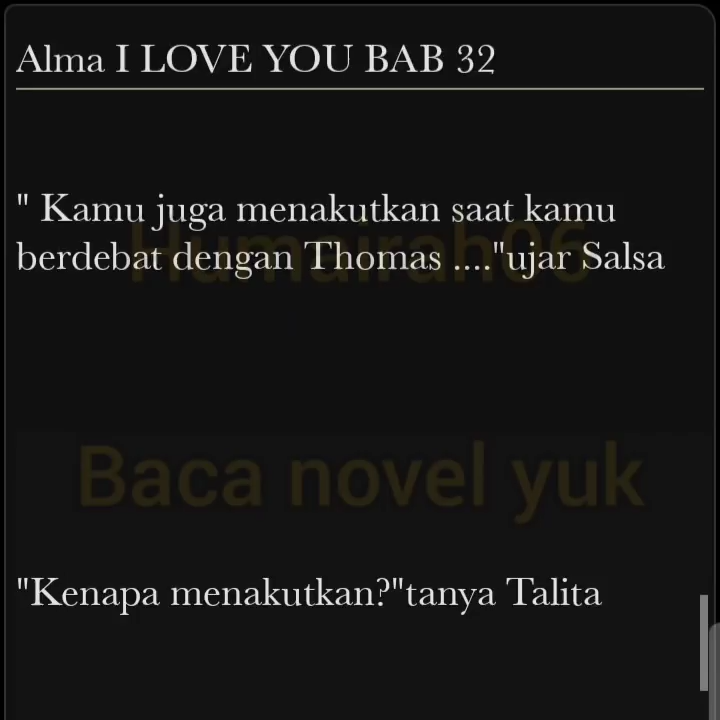 Alma I LOVE YOU BAB 32
" Kamu juga menakutkan saat kamu
berdebat dengan Thomas ...."ujar Salsa
Humairah06
Baca novel yuk
"Kenapa menakutkan?"tanya Talita